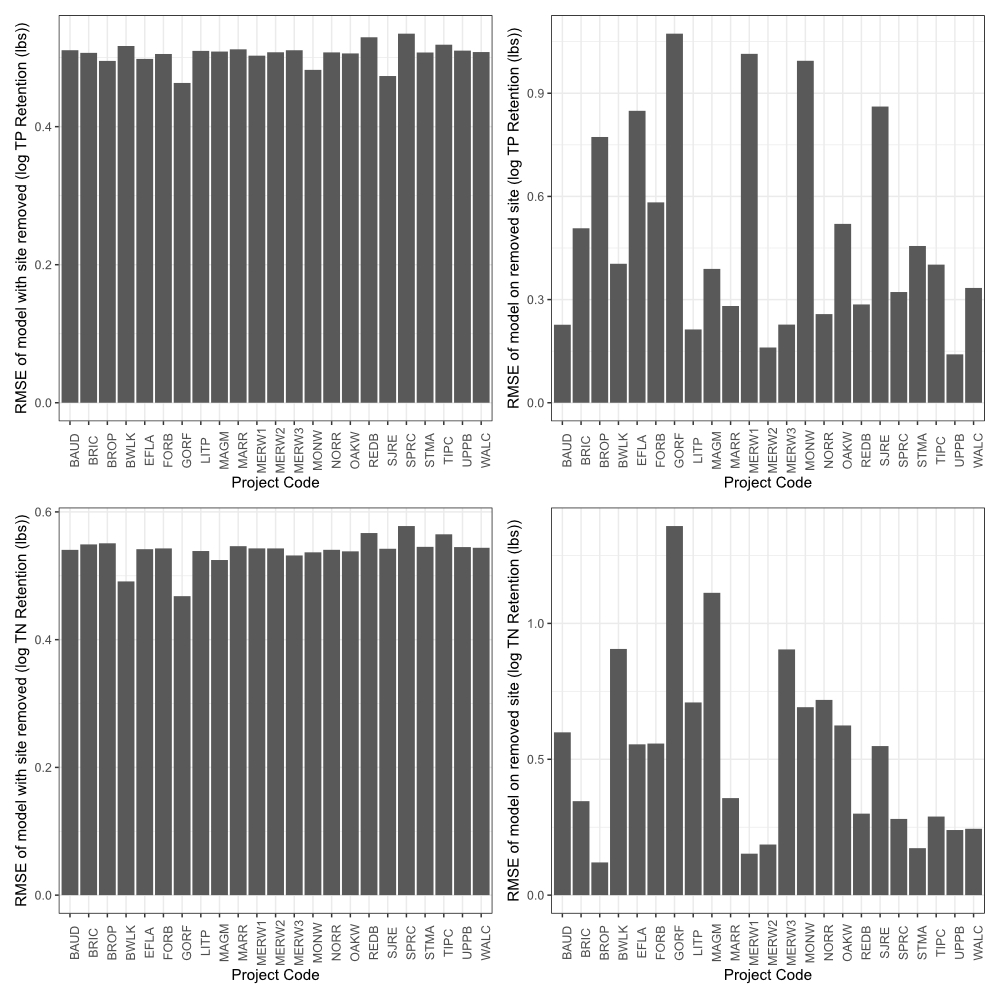 RMSE of model with site removed (log TP Retention (lbs))
0.4
0.2
0.0
BAUD BRIC BROP BWLK EFLA FORB GORF LITP MAGM MARR MERW1 MERW2 MERW3 MONW NORR OAKW REDB SJRE SPRC STMA TIPC UPPB WALC
Project Code
RMSE of model on removed site (log TP Retention (lbs))
0.9
0.6
0.3
0.0
BAUD BRIC BROP BWLK EFLA FORB GORF LITP MAGM MARR MERW1 MERW2 MERW3 MONW NORR OAKW REDB SJRE SPRC STMA TIPC UPPB WALC
Project Code
RMSE of model with site removed (log TN Retention (lbs))
0.6
0.4
0.2
0.0
BAUD BRIC BROP BWLK EFLA FORB GORF LITP MAGM MARR MERW1 MERW2 MERW3 MONW NORR OAKW REDB SJRE SPRC STMA TIPC UPPB WALC
Project Code
RMSE of model on removed site (log TN Retention (lbs))
1.0
0.5
0.0
BAUD BRIC BROP BWLK EFLA FORB GORF LITP MAGM MARR MERW1 MERW2 MERW3 MONW NORR OAKW REDB SJRE SPRC STMA TIPC UPPB WALC
Project Code